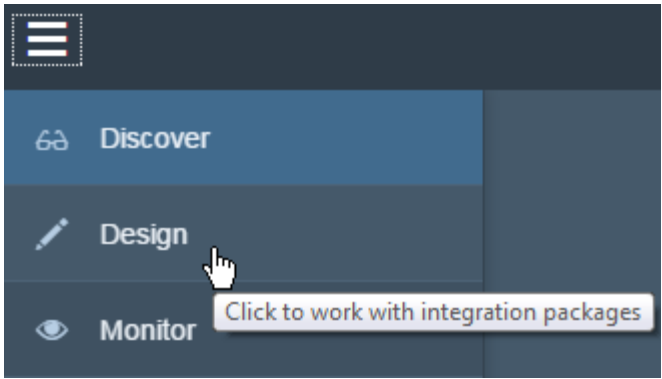 Discover
Design
Click to work with integration packages
Monitor